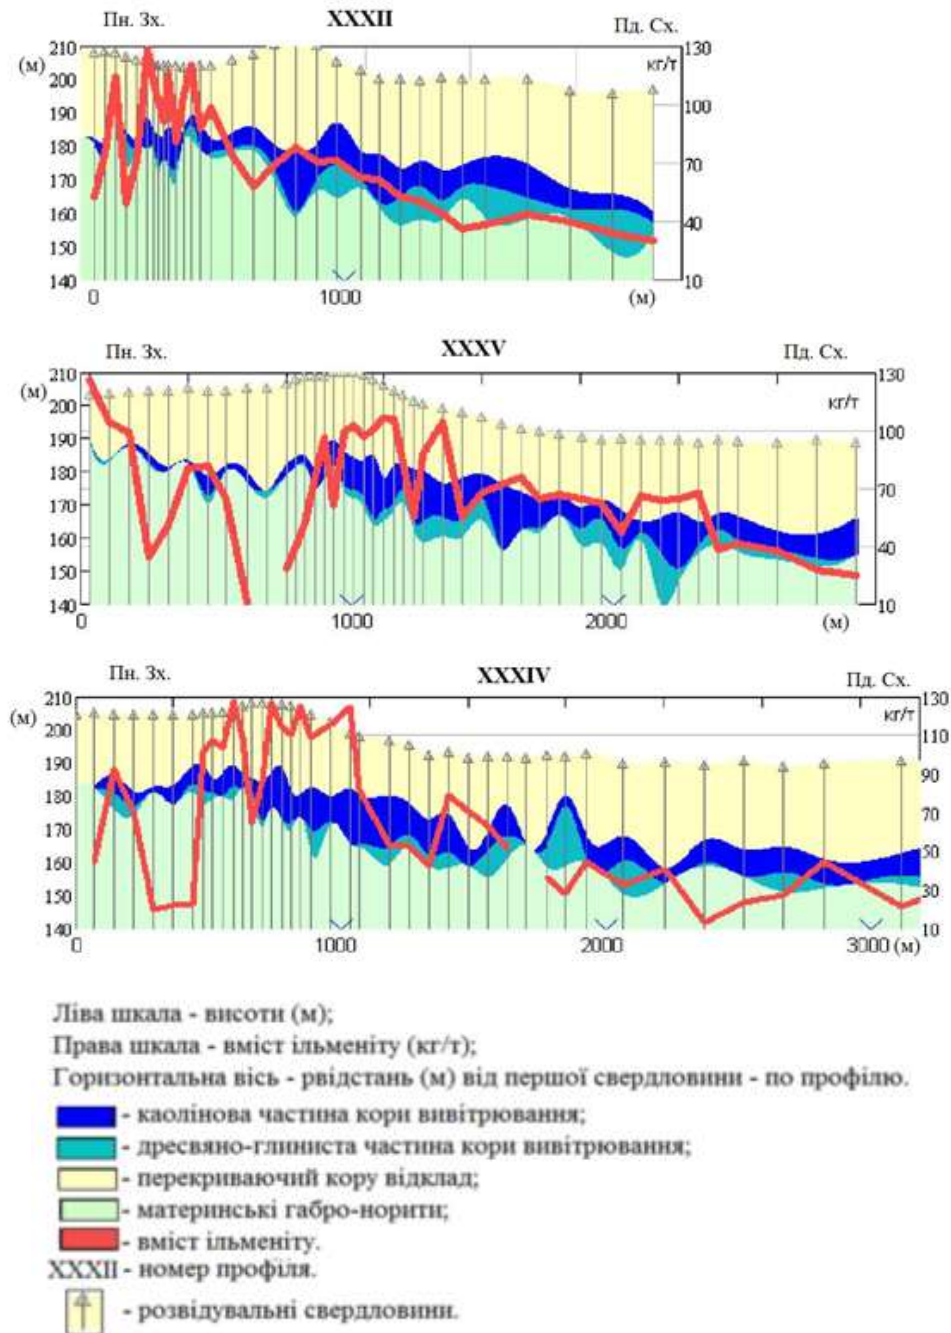 Пн. Зх. XXXII Пд. Сх.
210 130
(м) кг/т
200
190 100
180
170 70
160 40
150
140 10
0 1000 (м)
Пн. Зх. XXXV Пд. Сх.
210 130
(м) кг/т
200
190 100
180
170 70
160 40
150
140 10
0 1000 2000 (м)
Пн. Зх. XXXIV Пд. Сх.
210 130
(м) кг/т
200 110
190 90
180
170 70
160 50
150 30
140 10
0 1000 2000 3000 (м)
Ліва шкала - висоти (м);
Права шкала - вміст ільменіту (кг/т);
Горизонтальна вісь - рвідстань (м) від першої свердловини - по профілю.
- каолінова частина кори вивітрювання;
- дресвяно-глиниста частина кори вивітрювання;
- перекриваючий кору відклад;
- материнські габро-норити;
- вміст ільменіту.
XXXII - номер профіля.
- розвідувальні свердловини.